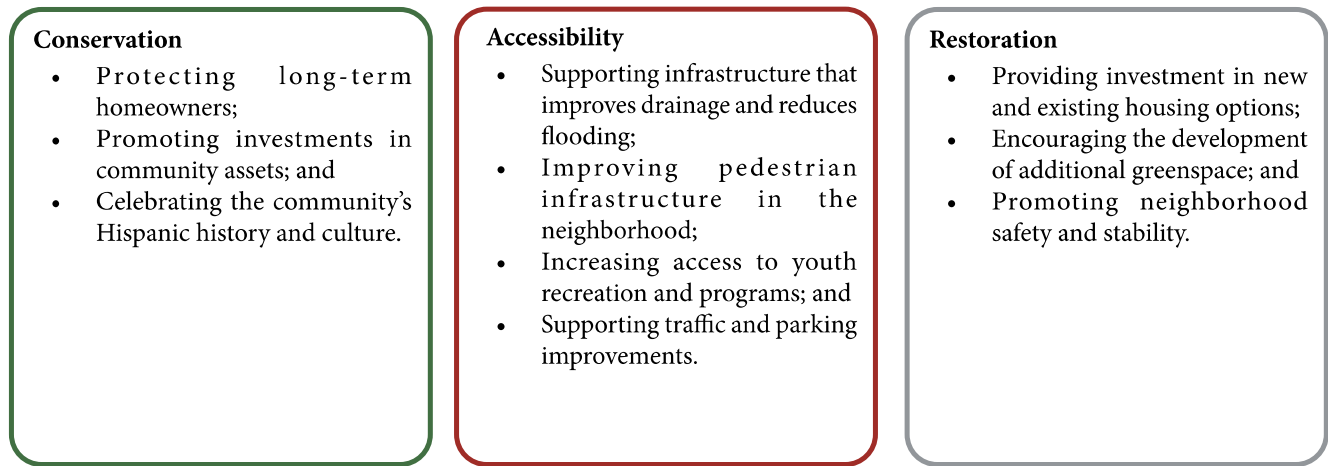 Conservation
• Protecting long-term
homeowners;
• Promoting investments in
community assets; and
• Celebrating the community’s
Hispanic history and culture.
Accessibility
• Supporting infrastructure that
improves drainage and reduces
flooding;
• Improving pedestrian
infrastructure in the
neighborhood;
• Increasing access to youth
recreation and programs; and
• Supporting traffic and parking
improvements.
Restoration
• Providing investment in new
and existing housing options;
• Encouraging the development
of additional greenspace; and
• Promoting neighborhood
safety and stability.